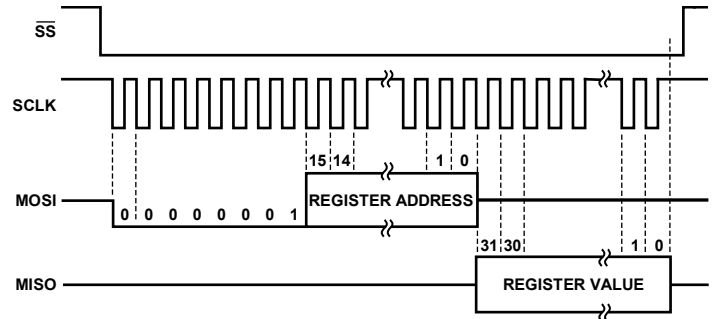 SS
SCLK
15 14 1 0
MOSI
REGISTER ADDRESS
0 0 0 0 0 0 0 1
31 30 1 0
MISO
REGISTER VALUE